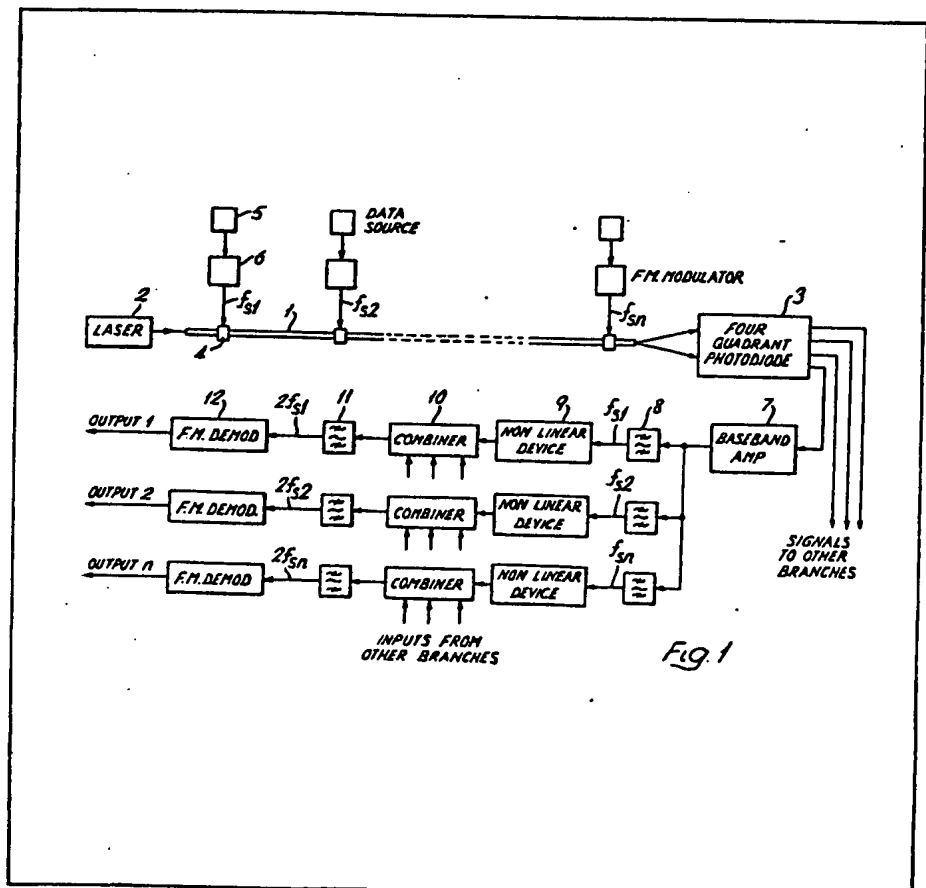 5
DATA
SOURCE
6
F.M. MODULATOR
2
fs1
1
fs2
fsn
3
LASER
4
FOUR
QUADRANT
PHOTODIODE
12
2fs1
11
10
9
fs1
8
7
OUTPUT 1
F.M. DEMOD
COMBINER
NON LINEAR
DEVICE
BASEBAND
AMP
OUTPUT 2
F.M. DEMOD.
2fs2
COMBINER
NON LINEAR
DEVICE
fs2
OUTPUT n
F.M. DEMOD
2fsn
COMBINER
NON LINEAR
DEVICE
fsn
SIGNALS
TO OTHER
BRANCHES
INPUTS FROM
OTHER BRANCHES
Fig. 1